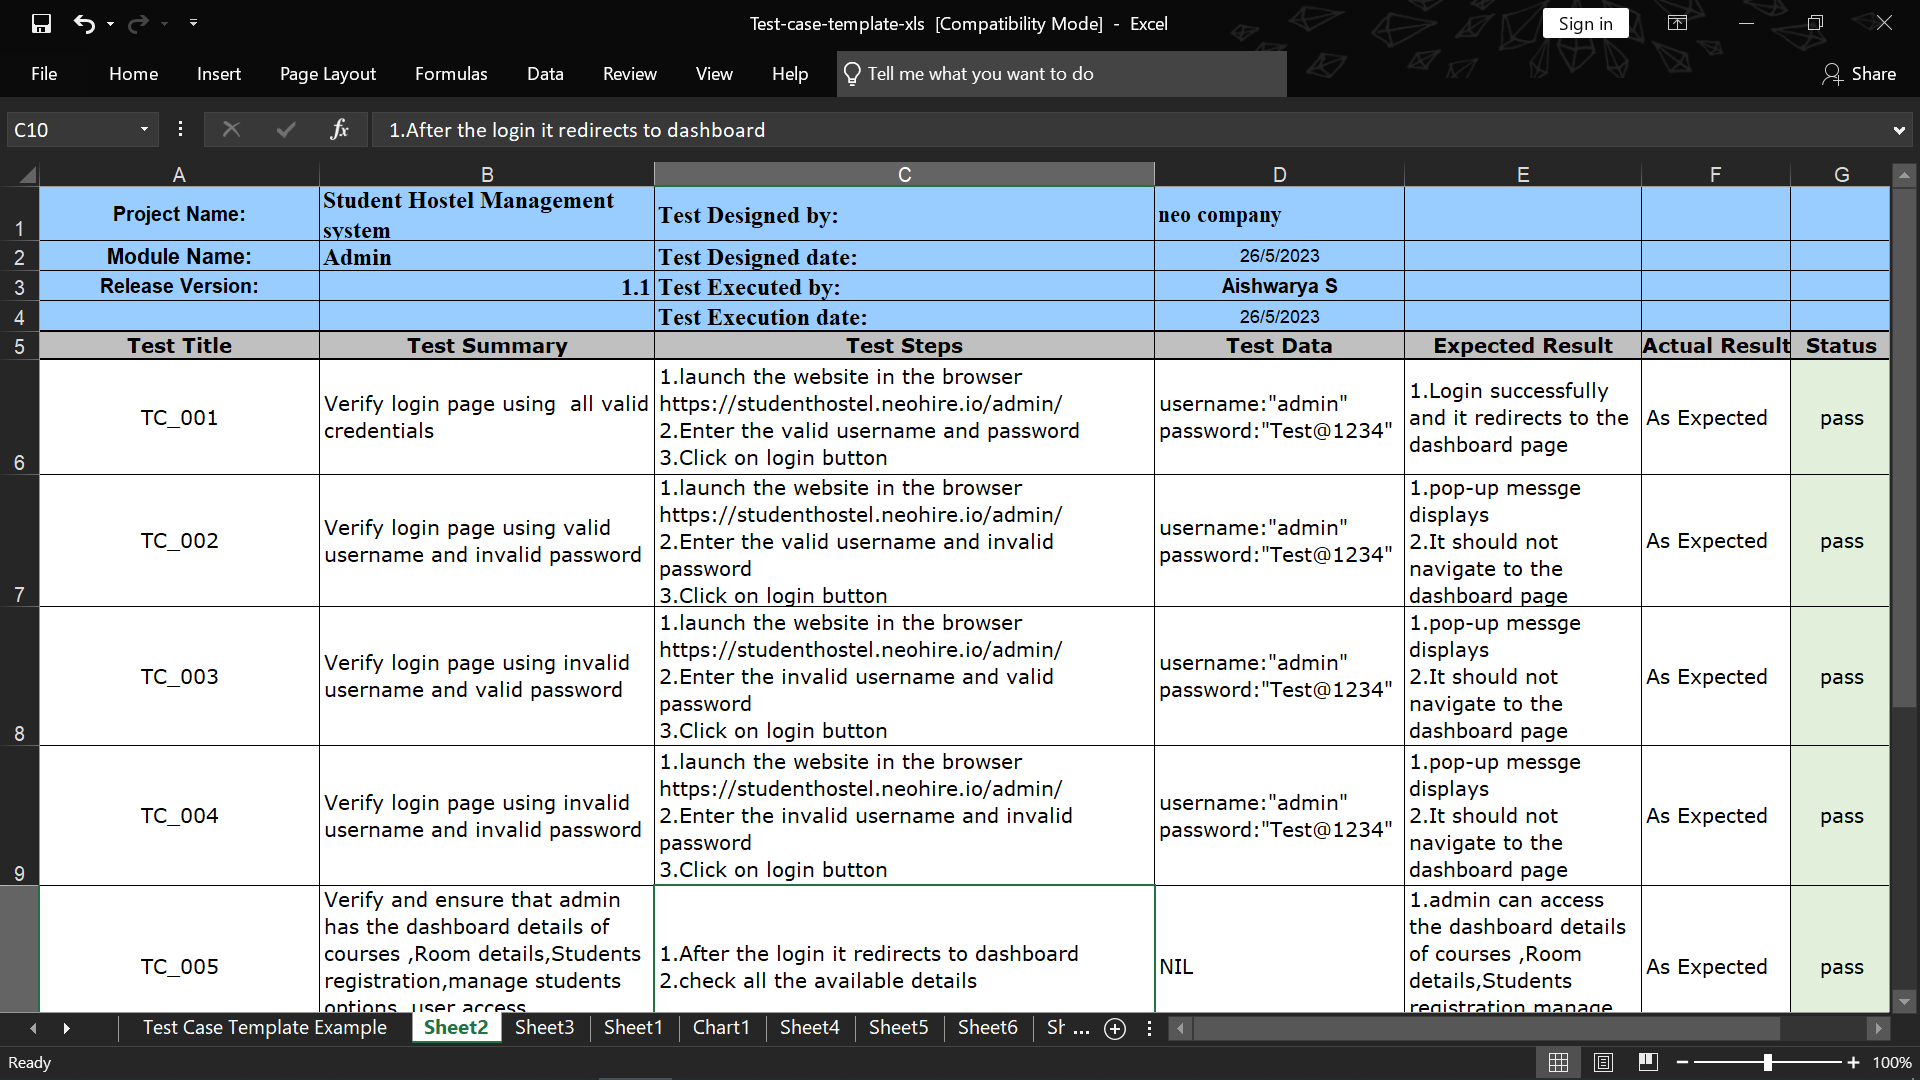 Test-case-template-xls  [Compatibility Mode]  -  Excel
Sign in
File Home Insert Page Layout Formulas Data Review View Help Tell me what you want to do Share
C10 fx 1.After the login it redirects to dashboard
A B C D E F G
1
Project Name:
Student Hostel Management
system
Test Designed by:
neo company
2
Module Name:
Admin
Test Designed date:
26/5/2023
3
Release Version:
1.1
Test Executed by:
Aishwarya S
4
Test Execution date:
26/5/2023
5
Test Title
Test Summary
Test Steps
Test Data
Expected Result
Actual Result
Status
6
TC_001
Verify login page using  all valid
credentials
1.launch the website in the browser
https://studenthostel.neohire.io/admin/
2.Enter the valid username and password
3.Click on login button
username:"admin"
password:"Test@1234"
1.Login successfully
and it redirects to the
dashboard page
As Expected
pass
7
TC_002
Verify login page using valid
username and invalid password
1.launch the website in the browser
https://studenthostel.neohire.io/admin/
2.Enter the valid username and invalid
password
3.Click on login button
username:"admin"
password:"Test@1234"
1.pop-up messge
displays
2.It should not
navigate to the
dashboard page
As Expected
pass
8
TC_003
Verify login page using invalid
username and valid password
1.launch the website in the browser
https://studenthostel.neohire.io/admin/
2.Enter the invalid username and valid
password
3.Click on login button
username:"admin"
password:"Test@1234"
1.pop-up messge
displays
2.It should not
navigate to the
dashboard page
As Expected
pass
9
TC_004
Verify login page using invalid
username and invalid password
1.launch the website in the browser
https://studenthostel.neohire.io/admin/
2.Enter the invalid username and invalid
password
3.Click on login button
username:"admin"
password:"Test@1234"
1.pop-up messge
displays
2.It should not
navigate to the
dashboard page
As Expected
pass
TC_005
Verify and ensure that admin
has the dashboard details of
courses ,Room details,Students
registration,manage students
options, user access
1.After the login it redirects to dashboard
2.check all the available details
NIL
1.admin can access
the dashboard details
of courses ,Room
details,Students
registration manage
As Expected
pass
Test Case Template Example Sheet2 Sheet3 Sheet1 Chart1 Sheet4 Sheet5 Sheet6 Sh ...
Ready
100%